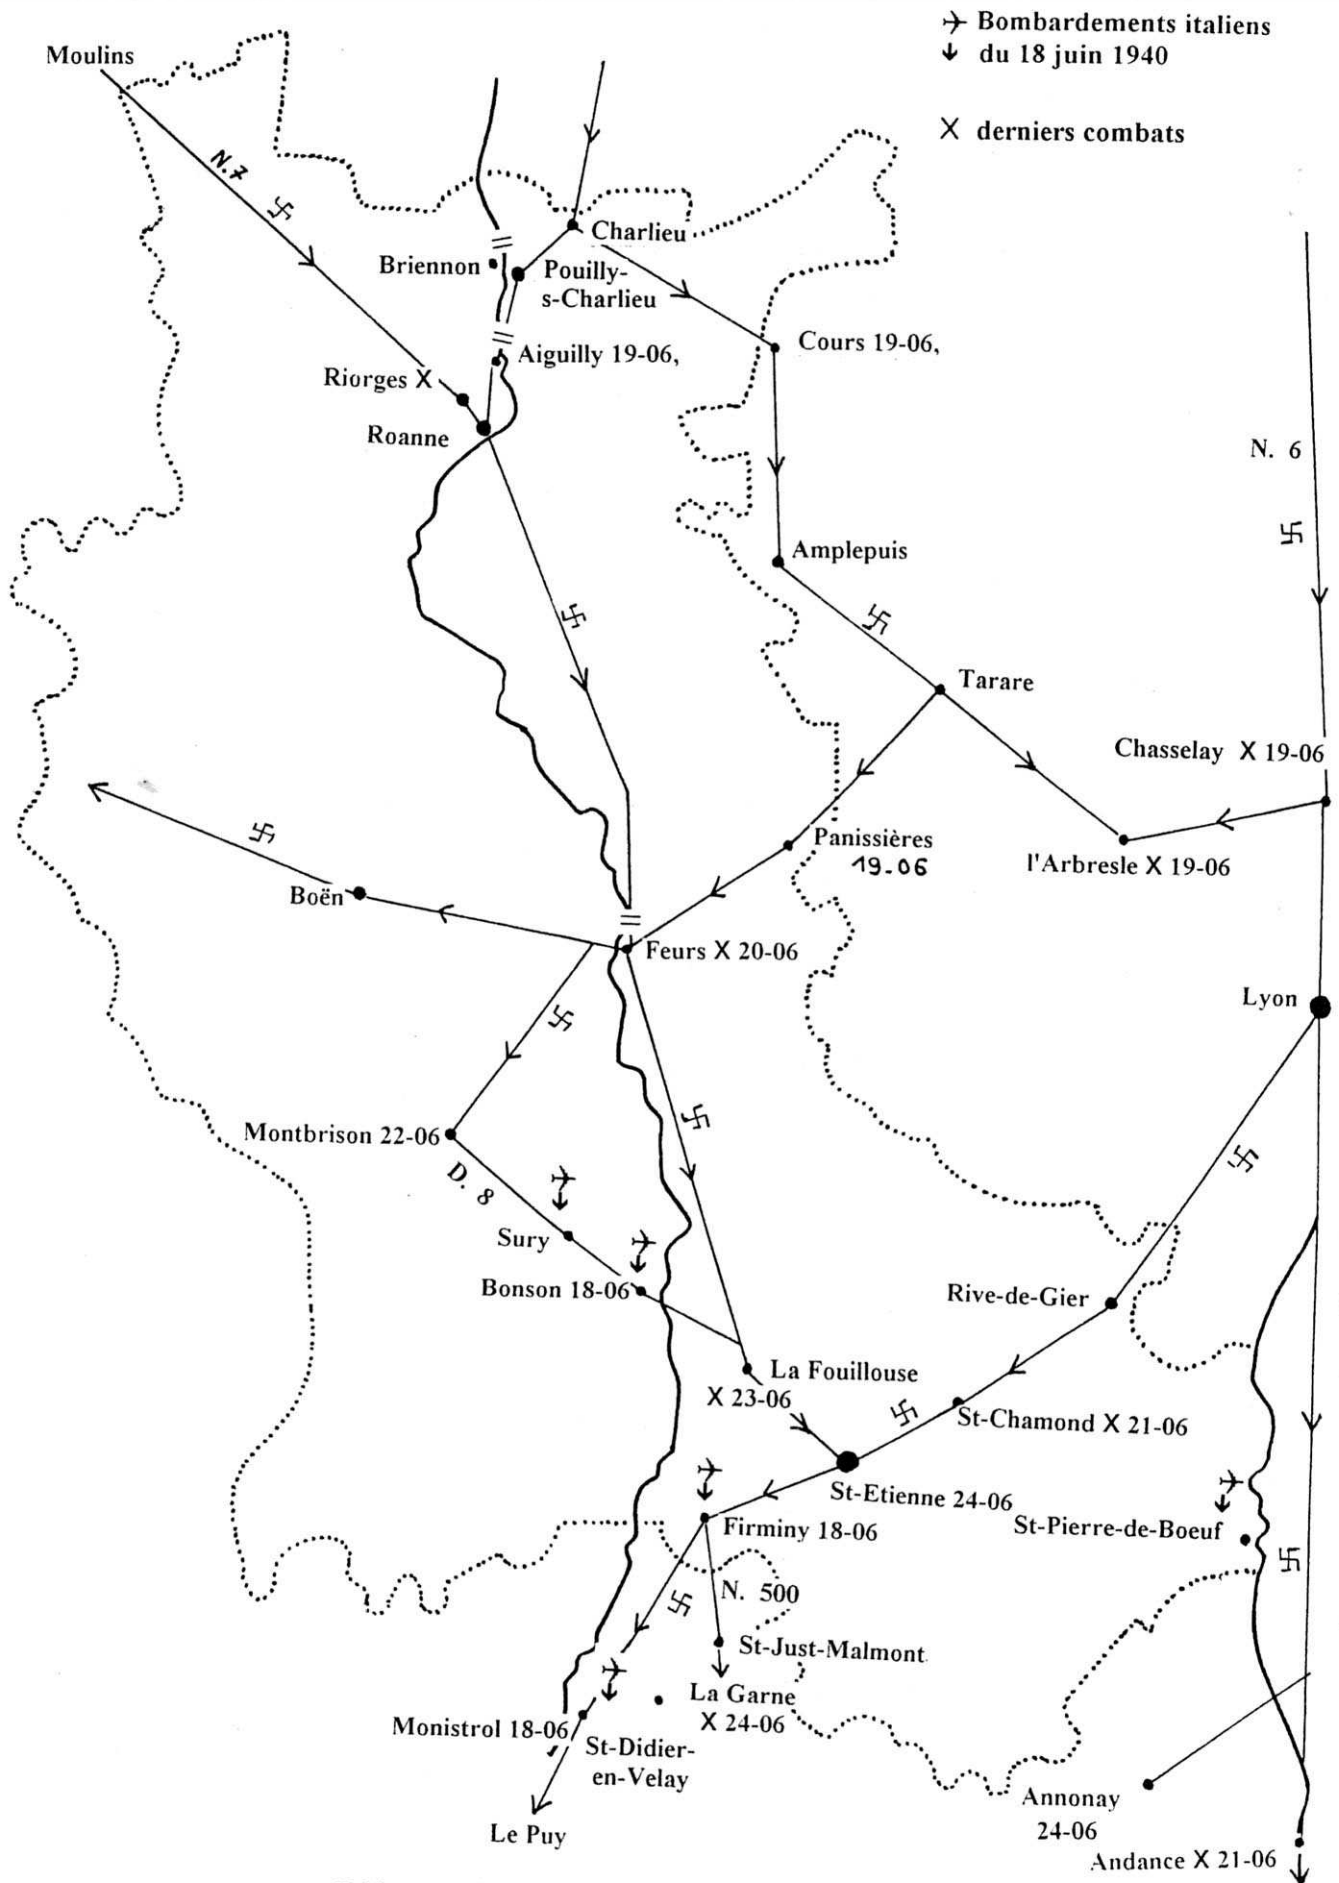 Bombardements italiens
du 18 juin 1940
X derniers combats
Moulins
N.7
Charlieu
Briennon
Pouilly-
s-Charlieu
Cours 19-06,
Aiguilly 19-06,
Riorges X
Roanne
N. 6
Amplepuis
Tarare
Chasselay X 19-06
Panissières
19-06
l'Arbresle X 19-06
Boën
Feurs X 20-06
Lyon
Montbrison 22-06
D. 8
Sury
Bonson 18-06
Rive-de-Gier
La Fouillouse
X 23-06
St-Chamond X 21-06
St-Etienne 24-06
Firminy 18-06
St-Pierre-de-Boeuf
N. 500
St-Just-Malmont
La Garne
X 24-06
Monistrol 18-06
St-Didier-
en-Velay
Le Puy
Annonay
24-06
Andance X 21-06